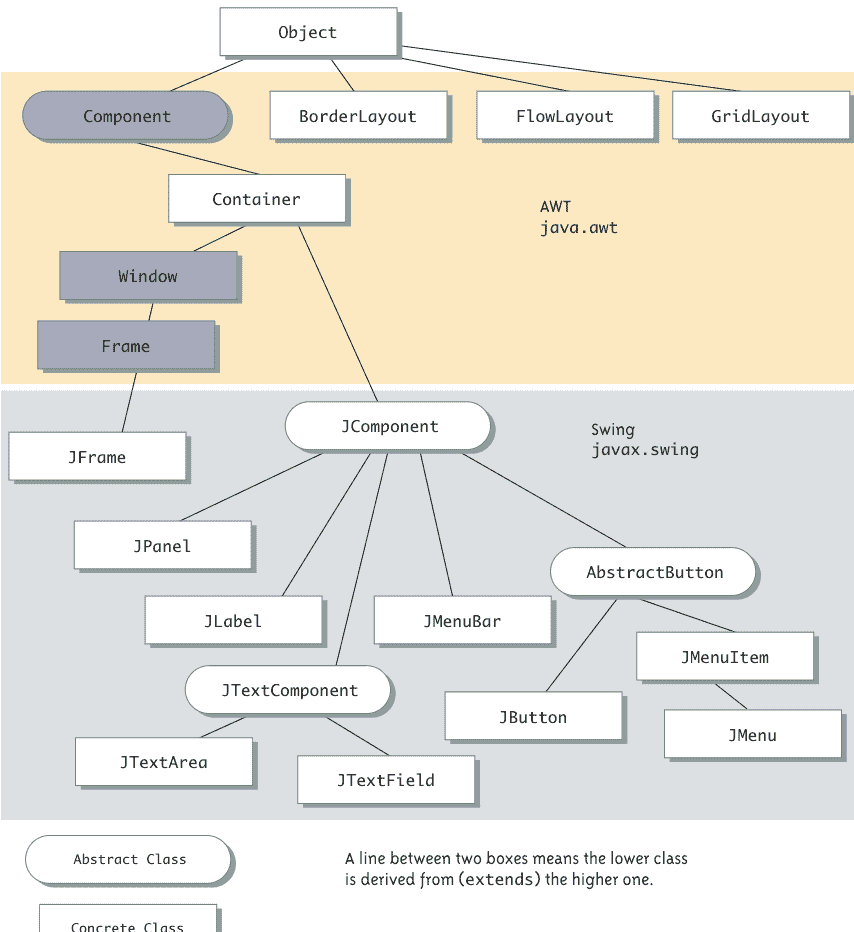 Object
Component
BorderLayout
FlowLayout
GridLayout
Container
AWT
java.awt
Window
Frame
JComponent
Swing
javax.swing
JFrame
JPanel
AbstractButton
JLabel
JMenuBar
JMenuItem
JTextComponent
JButton
JMenu
JTextArea
JTextField
Abstract Class
A line between two boxes means the lower class
is derived from (extends) the higher one.
Concrete Class